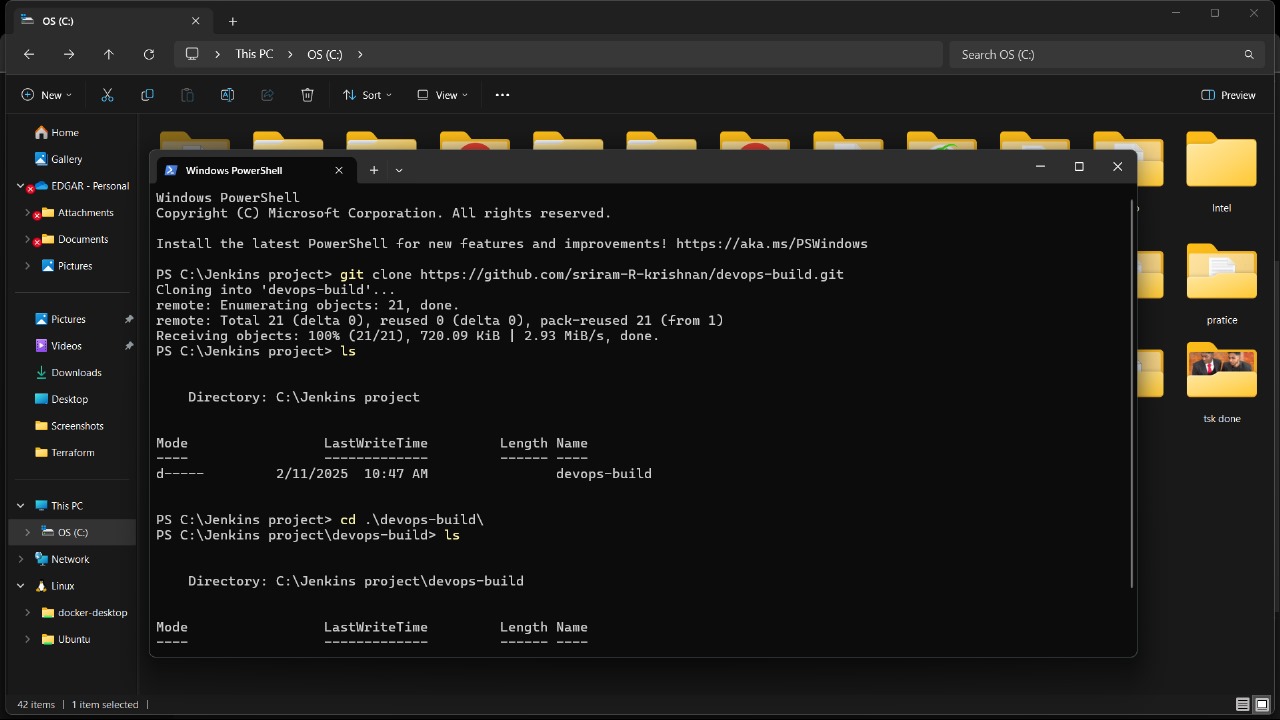 OS (C:)
This PC
OS (C:)
Search OS (C:)
New
Sort
View
Preview
Home
Gallery
EDGAR - Personal
Attachments
Documents
Pictures
Pictures
Videos
Downloads
Desktop
Screenshots
Terraform
This PC
OS (C:)
Network
Linux
docker-desktop
Ubuntu
Intel
pratice
tsk done
Windows PowerShell
Windows PowerShell
Copyright (C) Microsoft Corporation. All rights reserved.
Install the latest PowerShell for new features and improvements! https://aka.ms/PSWindows
PS C:\Jenkins project> git clone https://github.com/sriram-R-krishnan/devops-build.git
Cloning into 'devops-build'...
remote: Enumerating objects: 21, done.
remote: Total 21 (delta 0), reused 0 (delta 0), pack-reused 21 (from 1)
Receiving objects: 100% (21/21), 720.09 KiB | 2.93 MiB/s, done.
PS C:\Jenkins project> ls
Directory: C:\Jenkins project
Mode LastWriteTime Length Name
---- ------------- ------ ----
d----- 2/11/2025 10:47 AM devops-build
PS C:\Jenkins project> cd .\devops-build\
PS C:\Jenkins project\devops-build> ls
Directory: C:\Jenkins project\devops-build
Mode LastWriteTime Length Name
---- ------------- ------ ----
42 items
1 item selected